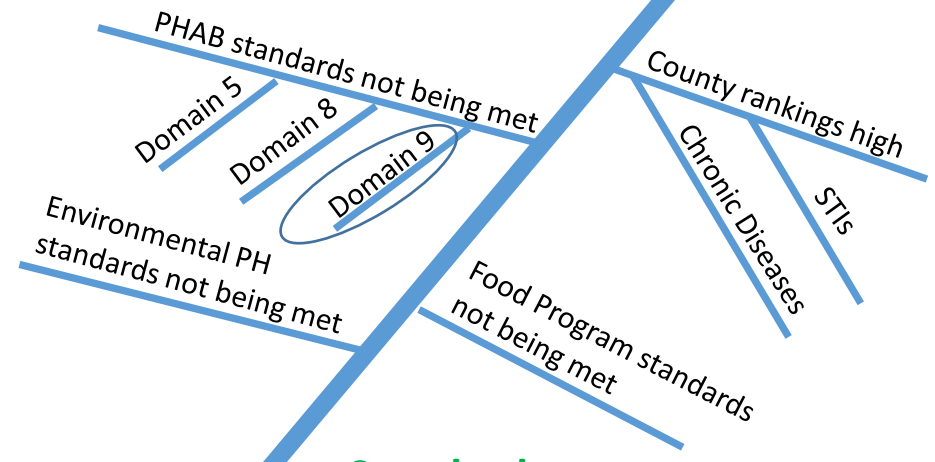 PHAB standards not being met
Domain 5
Domain 8
Domain 9
Environmental PH
standards not being met
County rankings high
Chronic Diseases
STIs
Food Program standards
not being met